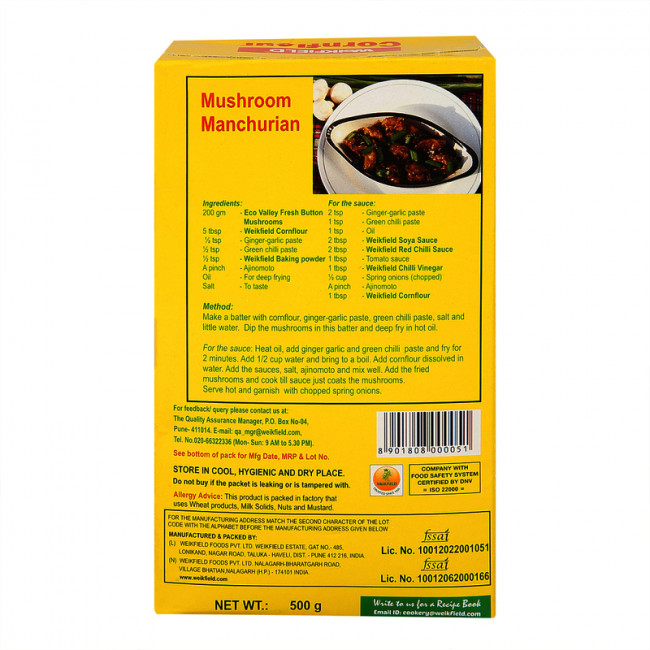 Cornflour
WEIKFIELD
Mushroom
Manchurian
Ingredients:
200 gm - Eco Valley Fresh Button
Mushrooms
5 tbsp - Weikfield Cornflour
½ tsp - Ginger-garlic paste
½ tsp - Green chilli paste
½ tsp - Weikfield Baking powder
A pinch - Ajinomoto
Oil - For deep frying
Salt - To taste
For the sauce:
2 tsp - Ginger-garlic paste
1 tsp - Green chilli paste
1 tsp - Oil
2 tbsp - Weikfield Soya Sauce
2 tbsp - Weikfield Red Chilli Sauce
1 tbsp - Tomato sauce
1 tbsp - Weikfield Chilli Vinegar
½ cup - Spring onions (chopped)
A pinch - Ajinomoto
1 tbsp - Weikfield Cornflour
Method:
Make a batter with cornflour, ginger-garlic paste, green chilli paste, salt and
little water. Dip the mushrooms in this batter and deep fry in hot oil.
For the sauce: Heat oil, add ginger garlic and green chilli paste and fry for
2 minutes. Add 1/2 cup water and bring to a boil. Add cornflour dissolved in
water. Add the sauces, salt, ajinomoto and mix well. Add the fried
mushrooms and cook till sauce just coats the mushrooms.
Serve hot and garnish with chopped spring onions.
For feedback/ query please contact us at:
The Quality Assurance Manager, P.O. Box No-04,
Pune- 411014. E-mail: qa_mgr@weikfield.com,
Tel. No.020-66322336 (Mon- Sun: 9 AM to 5.30 PM).
See bottom of pack for Mfg Date, MRP & Lot No.
8 901808 000051
STORE IN COOL, HYGIENIC AND DRY PLACE.
Do not buy if the packet is leaking or is tampered with.
Allergy Advice: This product is packed in factory that
uses Wheat products, Milk Solids, Nuts and Mustard.
WEIKFIELD
COMPANY WITH
FOOD SAFETY SYSTEM
CERTIFIED BY DNV
= ISO 22000 =
FOR THE MANUFACTURING ADDRESS MATCH THE SECOND CHARACTER OF THE LOT
CODE WITH THE ALPHABET BEFORE THE MANUFACTURING ADDRESS GIVEN BELOW
MANUFACTURED & PACKED BY:
(L) WEIKFIELD FOODS PVT. LTD. WEIKFIELD ESTATE, GAT NO.- 485,
LONIKAND, NAGAR ROAD, TALUKA - HAVELI, DIST. - PUNE 412 216, INDIA.
(N) WEIKFIELD FOODS PVT. LTD. NALAGARH-BHARATGARH ROAD,
VILLAGE BHATIAN,NALAGARH (H.P.) - 174101 INDIA.
www.weikfield.com
fssai
Lic. No. 10012022001051
fssai
Lic. No. 10012062000166
NET WT.: 500 g
Write to us for a Recipe Book
Email ID: cookery@weikfield.com